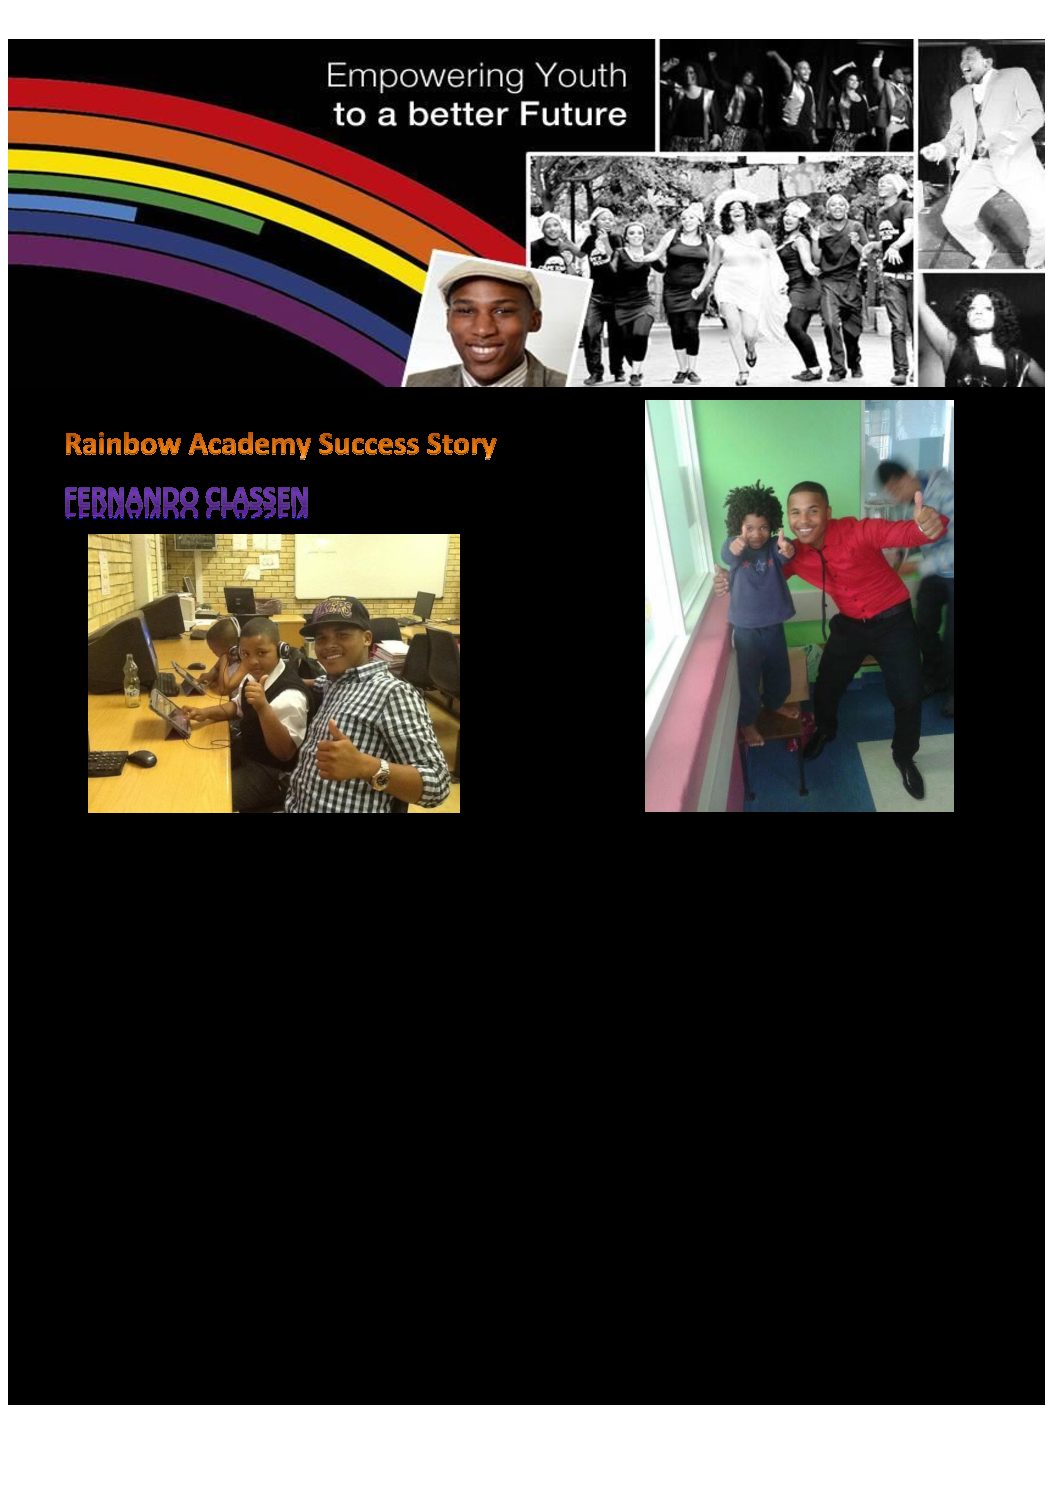 Empowering Youth
to a better Future
Rainbow Academy Success Story
FERNANDO CLASSEN